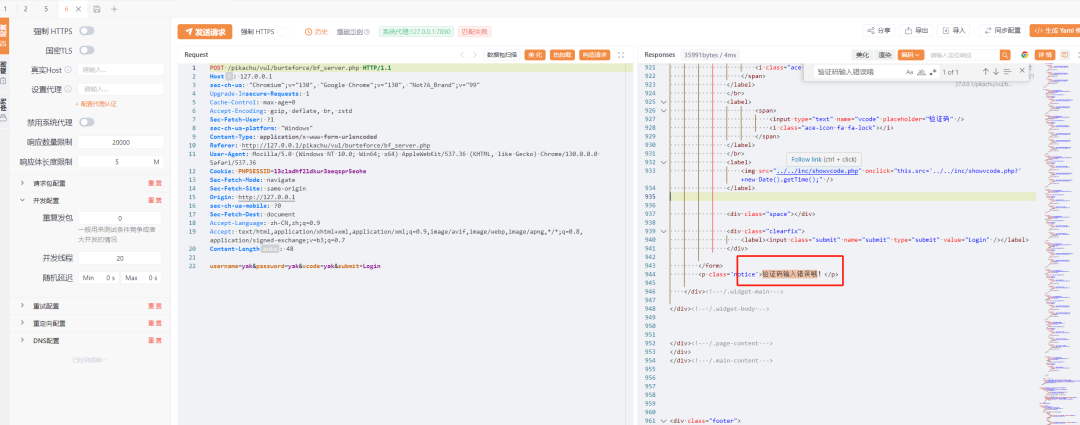 1 2 5 6
强制 HTTPS
国密TLS
真实Host 请输入...
设置代理 请输入...
+ 配置代理认证
禁用系统代理
响应数量限制 20000
响应体长度限制 5 M
请求包配置 重置
开发配置 重置
重复发包 0
一般用来测试条件竞争或者
大并发的情况
并发线程 20
随机延迟 Min 0 s Max 0 s
重试配置 重置
重定向配置 重置
DNS配置 重置
发送请求 强制 HTTPS 历史 爆破示例 系统代理:127.0.0.1:7890 匹配失败
分享 导出 导入 同步配置 生成 Yaml
Request 数据包扫描 美化 热加载 构造请求
1 POST /pikachu/vul/burteforce/bf_server.php HTTP/1.1
2 Host : 127.0.0.1
3 sec-ch-ua: "Chromium";v="130", "Google Chrome";v="130", "Not?A_Brand";v="99"
Upgrade-Insecure-Requests: 1
5 Cache-Control: max-age=0
6 Accept-Encoding: gzip, deflate, br, zstd
7 Sec-Fetch-User: ?1
8 sec-ch-ua-platform: "Windows"
9 Content-Type: application/x-www-form-urlencoded
10 Referer: http://127.0.0.1/pikachu/vul/burteforce/bf_server.php
11 User-Agent: Mozilla/5.0 (Windows NT 10.0; Win64; x64) AppleWebKit/537.36 (KHTML, like Gecko) Chrome/130.0.0.0
Safari/537.36
12 Cookie: PHPSESSID=13cladhf21dkur3aeqspr5eohe
13 Sec-Fetch-Mode: navigate
14 Sec-Fetch-Site: same-origin
15 Origin: http://127.0.0.1
16 sec-ch-ua-mobile: ?0
17 Sec-Fetch-Dest: document
18 Accept-Language: zh-CN,zh;q=0.9
19 Accept: text/html,application/xhtml+xml,application/xml;q=0.9,image/avif,image/webp,image/apng,*/*;q=0.8,
application/signed-exchange;v=b3;q=0.7
20 Content-Length : 48
21
22 username=yak&password=yak&vcode=yak&submit=Login
Responses 35991bytes / 4ms 美化 渲染 编码 请输入定位响应 详情
验证码输入错误哦 Aa 1 of 1
921 <i class="ace-
922 </span>
923 </label>
924 </br>
925 <label>
926 <span>
927 <input type="text" name="vcode" placeholder="验证码" />
928 <i class="ace-icon fa fa-lock"></i>
929 </span>
930 </label>
931 </br>
932 <label>
Follow link (ctrl + click)
933 <img src="../../inc/showvcode.php" onclick="this.src='../../inc/showvcode.php?'
+new Date().getTime();" />
934 </label>
935
936
937 <div class="space"></div>
938
939 <div class="clearfix">
940 <label><input class="submit" name="submit" type="submit" value="Login" /></label>
941 </div>
942
943 </form>
944 <p class="notice">验证码输入错误哦！</p>
945
946 </div><!-- /.widget-main -->
947
948 </div><!-- /.widget-body -->
949
950
951
952 </div><!-- /.page-content -->
953 </div>
954 </div><!-- /.main-content -->
955
956
957
958
959
960
961 <div class="footer">